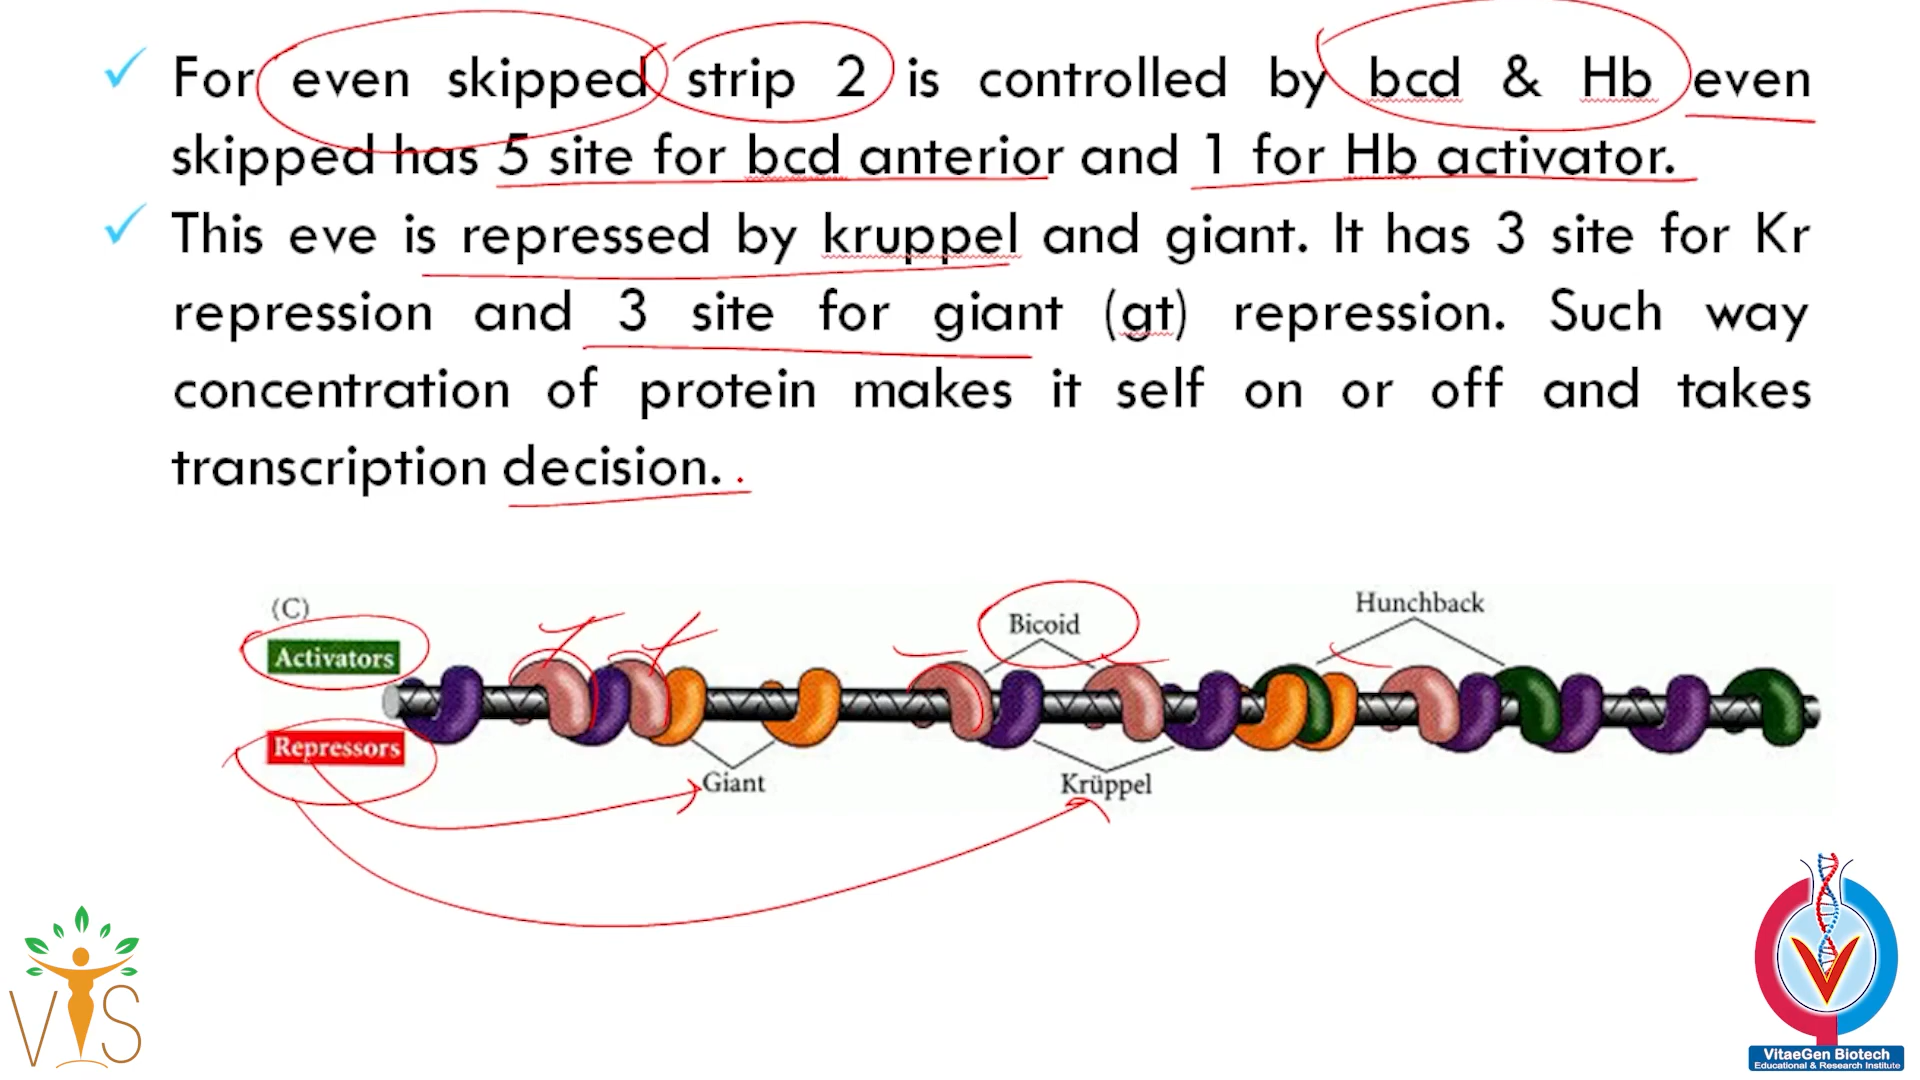 For even skipped strip 2 is controlled by bcd & Hb even
skipped has 5 site for bcd anterior and 1 for Hb activator.
This eve is repressed by kruppel and giant. It has 3 site for Kr
repression and 3 site for giant (gt) repression. Such way
concentration of protein makes it self on or off and takes
transcription decision.
(C)
Activators
Bicoid
Hunchback
Repressors
Giant
Krüppel
VIS
V
VitaeGen Biotech
Educational & Research Institute